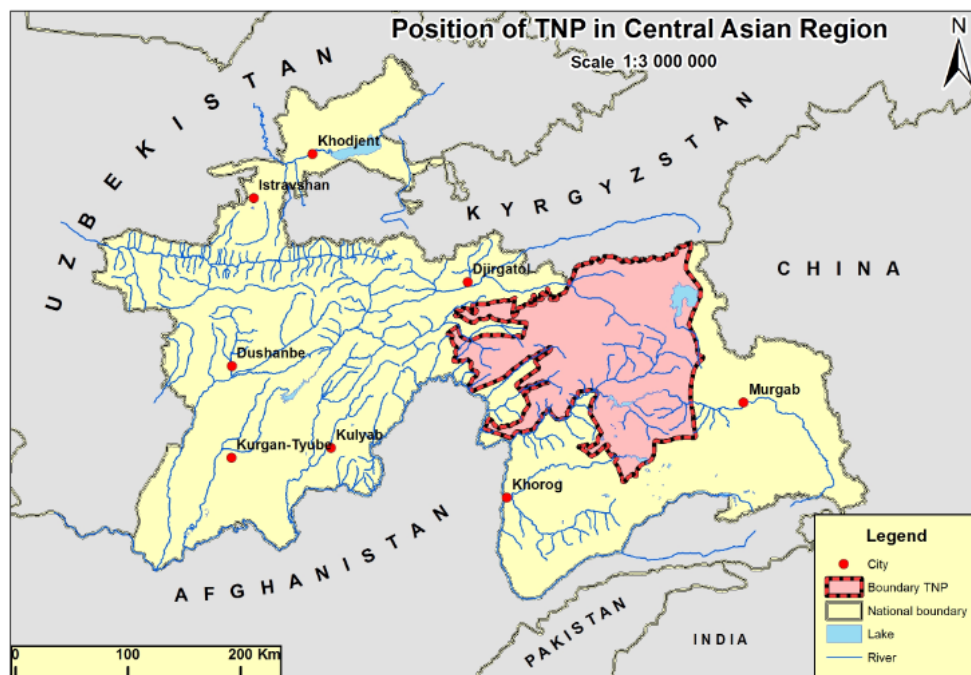 Position of TNP in Central Asian Region
Scale 1:3 000 000
N
UZBEKISTAN
KYRGYZSTAN
CHINA
Khodjent
Istravshan
Djirgatol
Dushanbe
Murgab
Kurgan-Tyube
Kulyab
Khorog
AFGHANISTAN
PAKISTAN
INDIA
Legend
City
Boundary TNP
National boundary
Lake
River
0 100 200 Km